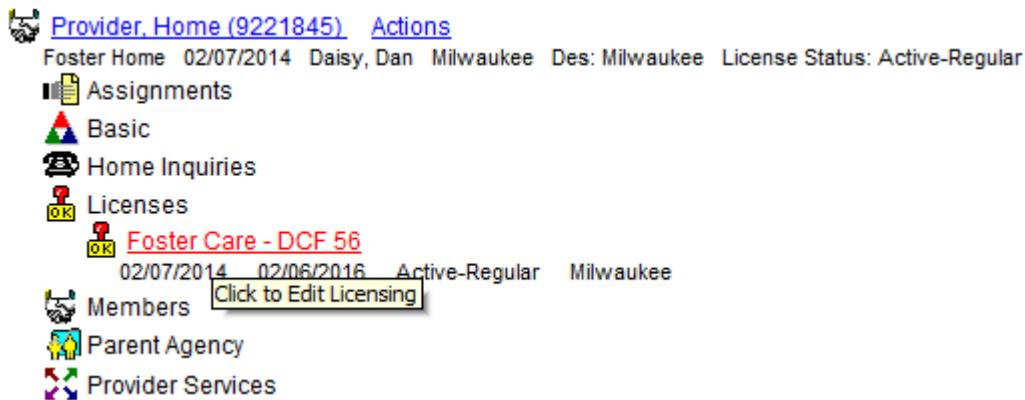 Provider, Home (9221845) Actions
Foster Home 02/07/2014 Daisy, Dan Milwaukee Des: Milwaukee License Status: Active-Regular
Assignments
Basic
Home Inquiries
OK Licenses
OK Foster Care - DCF 56
02/07/2014 02/06/2016 Active-Regular Milwaukee
Click to Edit Licensing
Members
Parent Agency
Provider Services